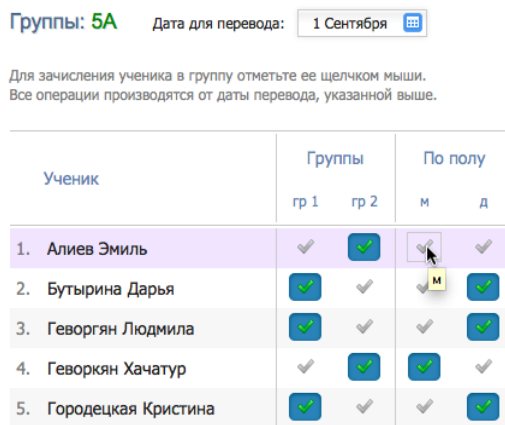 Группы: 5А Дата для перевода: 1 Сентября
Для зачисления ученика в группу отметьте ее щелчком мыши.
Все операции производятся от даты перевода, указанной выше.
Ученик Группы По полу
гр 1 гр 2 м д
1. Алиев Эмиль
м
2. Бутырина Дарья
3. Геворгян Людмила
4. Геворкян Хачатур
5. Городецкая Кристина